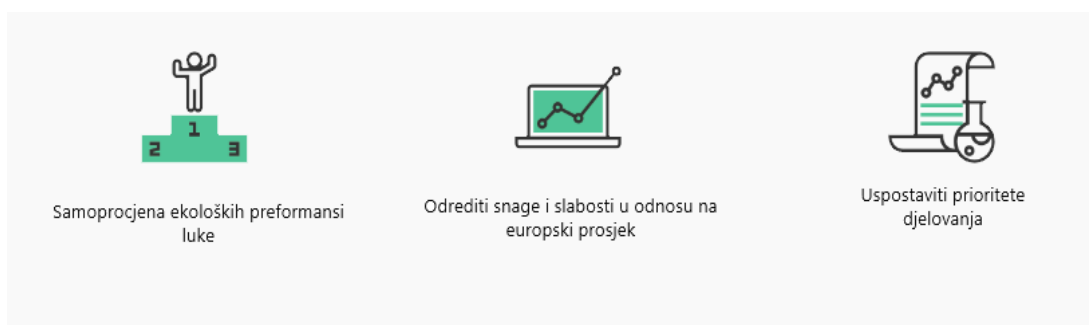 1
2
3
Samoprocjena ekoloških preformansi
luke
Odrediti snage i slabosti u odnosu na
europski prosjek
Uspostaviti prioritete
djelovanja